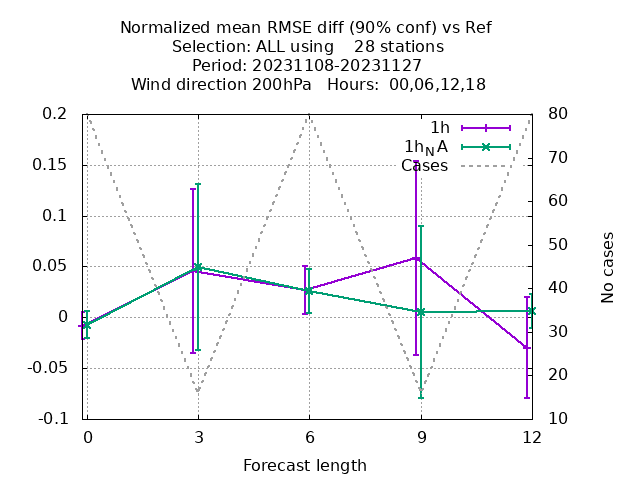 Normalized mean RMSE diff (90% conf) vs Ref
Selection: ALL using    28 stations
Period: 20231108-20231127
Wind direction 200hPa   Hours:  00,06,12,18
1h
1hNA
Cases
0.2
0.15
0.1
0.05
0
-0.05
-0.1
80
70
60
50
40
30
20
10
No cases
0 3 6 9 12
Forecast length